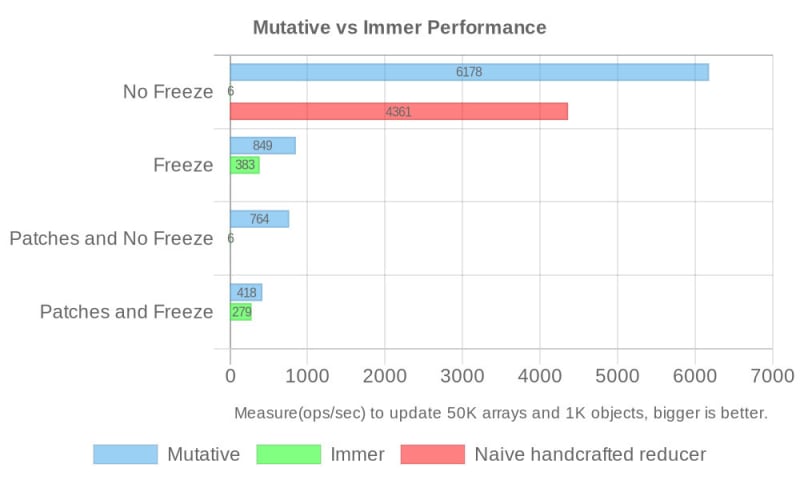 Mutative vs Immer Performance
No Freeze
6178
6
4361
Freeze
849
383
Patches and No Freeze
764
6
Patches and Freeze
418
279
0 1000 2000 3000 4000 5000 6000 7000
Measure(ops/sec) to update 50K arrays and 1K objects, bigger is better.
Mutative Immer Naive handcrafted reducer